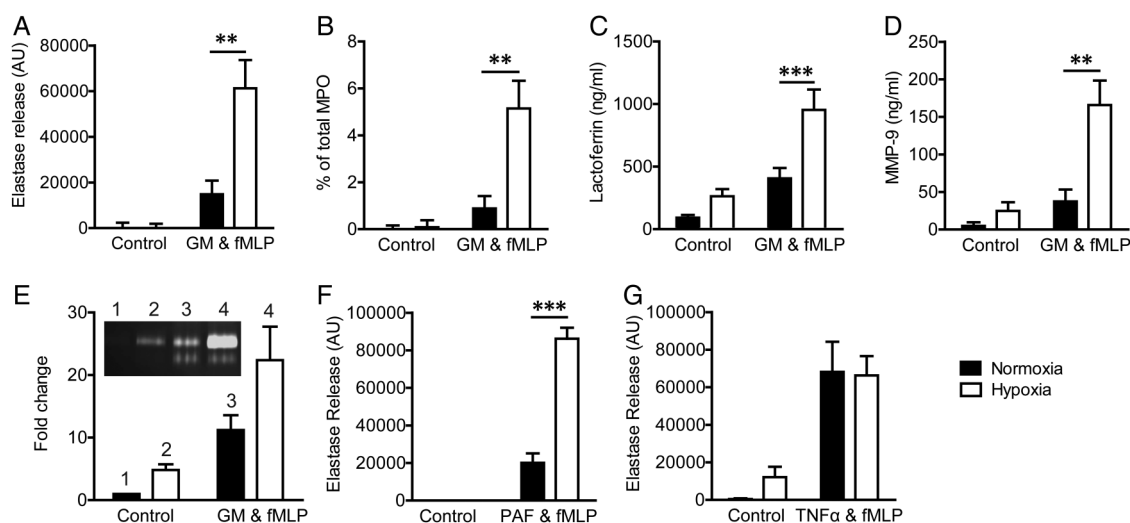 A
Elastase release (AU)
80000
60000
40000
20000
0
**
Control
GM & fMLP
B
% of total MPO
8
6
4
2
0
**
Control
GM & fMLP
C
Lactoferrin (ng/ml)
1500
1000
500
0
***
Control
GM & fMLP
D
MMP-9 (ng/ml)
250
200
150
100
50
0
**
Control
GM & fMLP
E
Fold change
30
20
10
0
1
2
3
4
1
2
3
4
Control
GM & fMLP
F
Elastase Release (AU)
100000
80000
60000
40000
20000
0
***
Control
PAF & fMLP
G
Elastase Release (AU)
100000
80000
60000
40000
20000
0
Control
TNFα & fMLP
Normoxia
Hypoxia